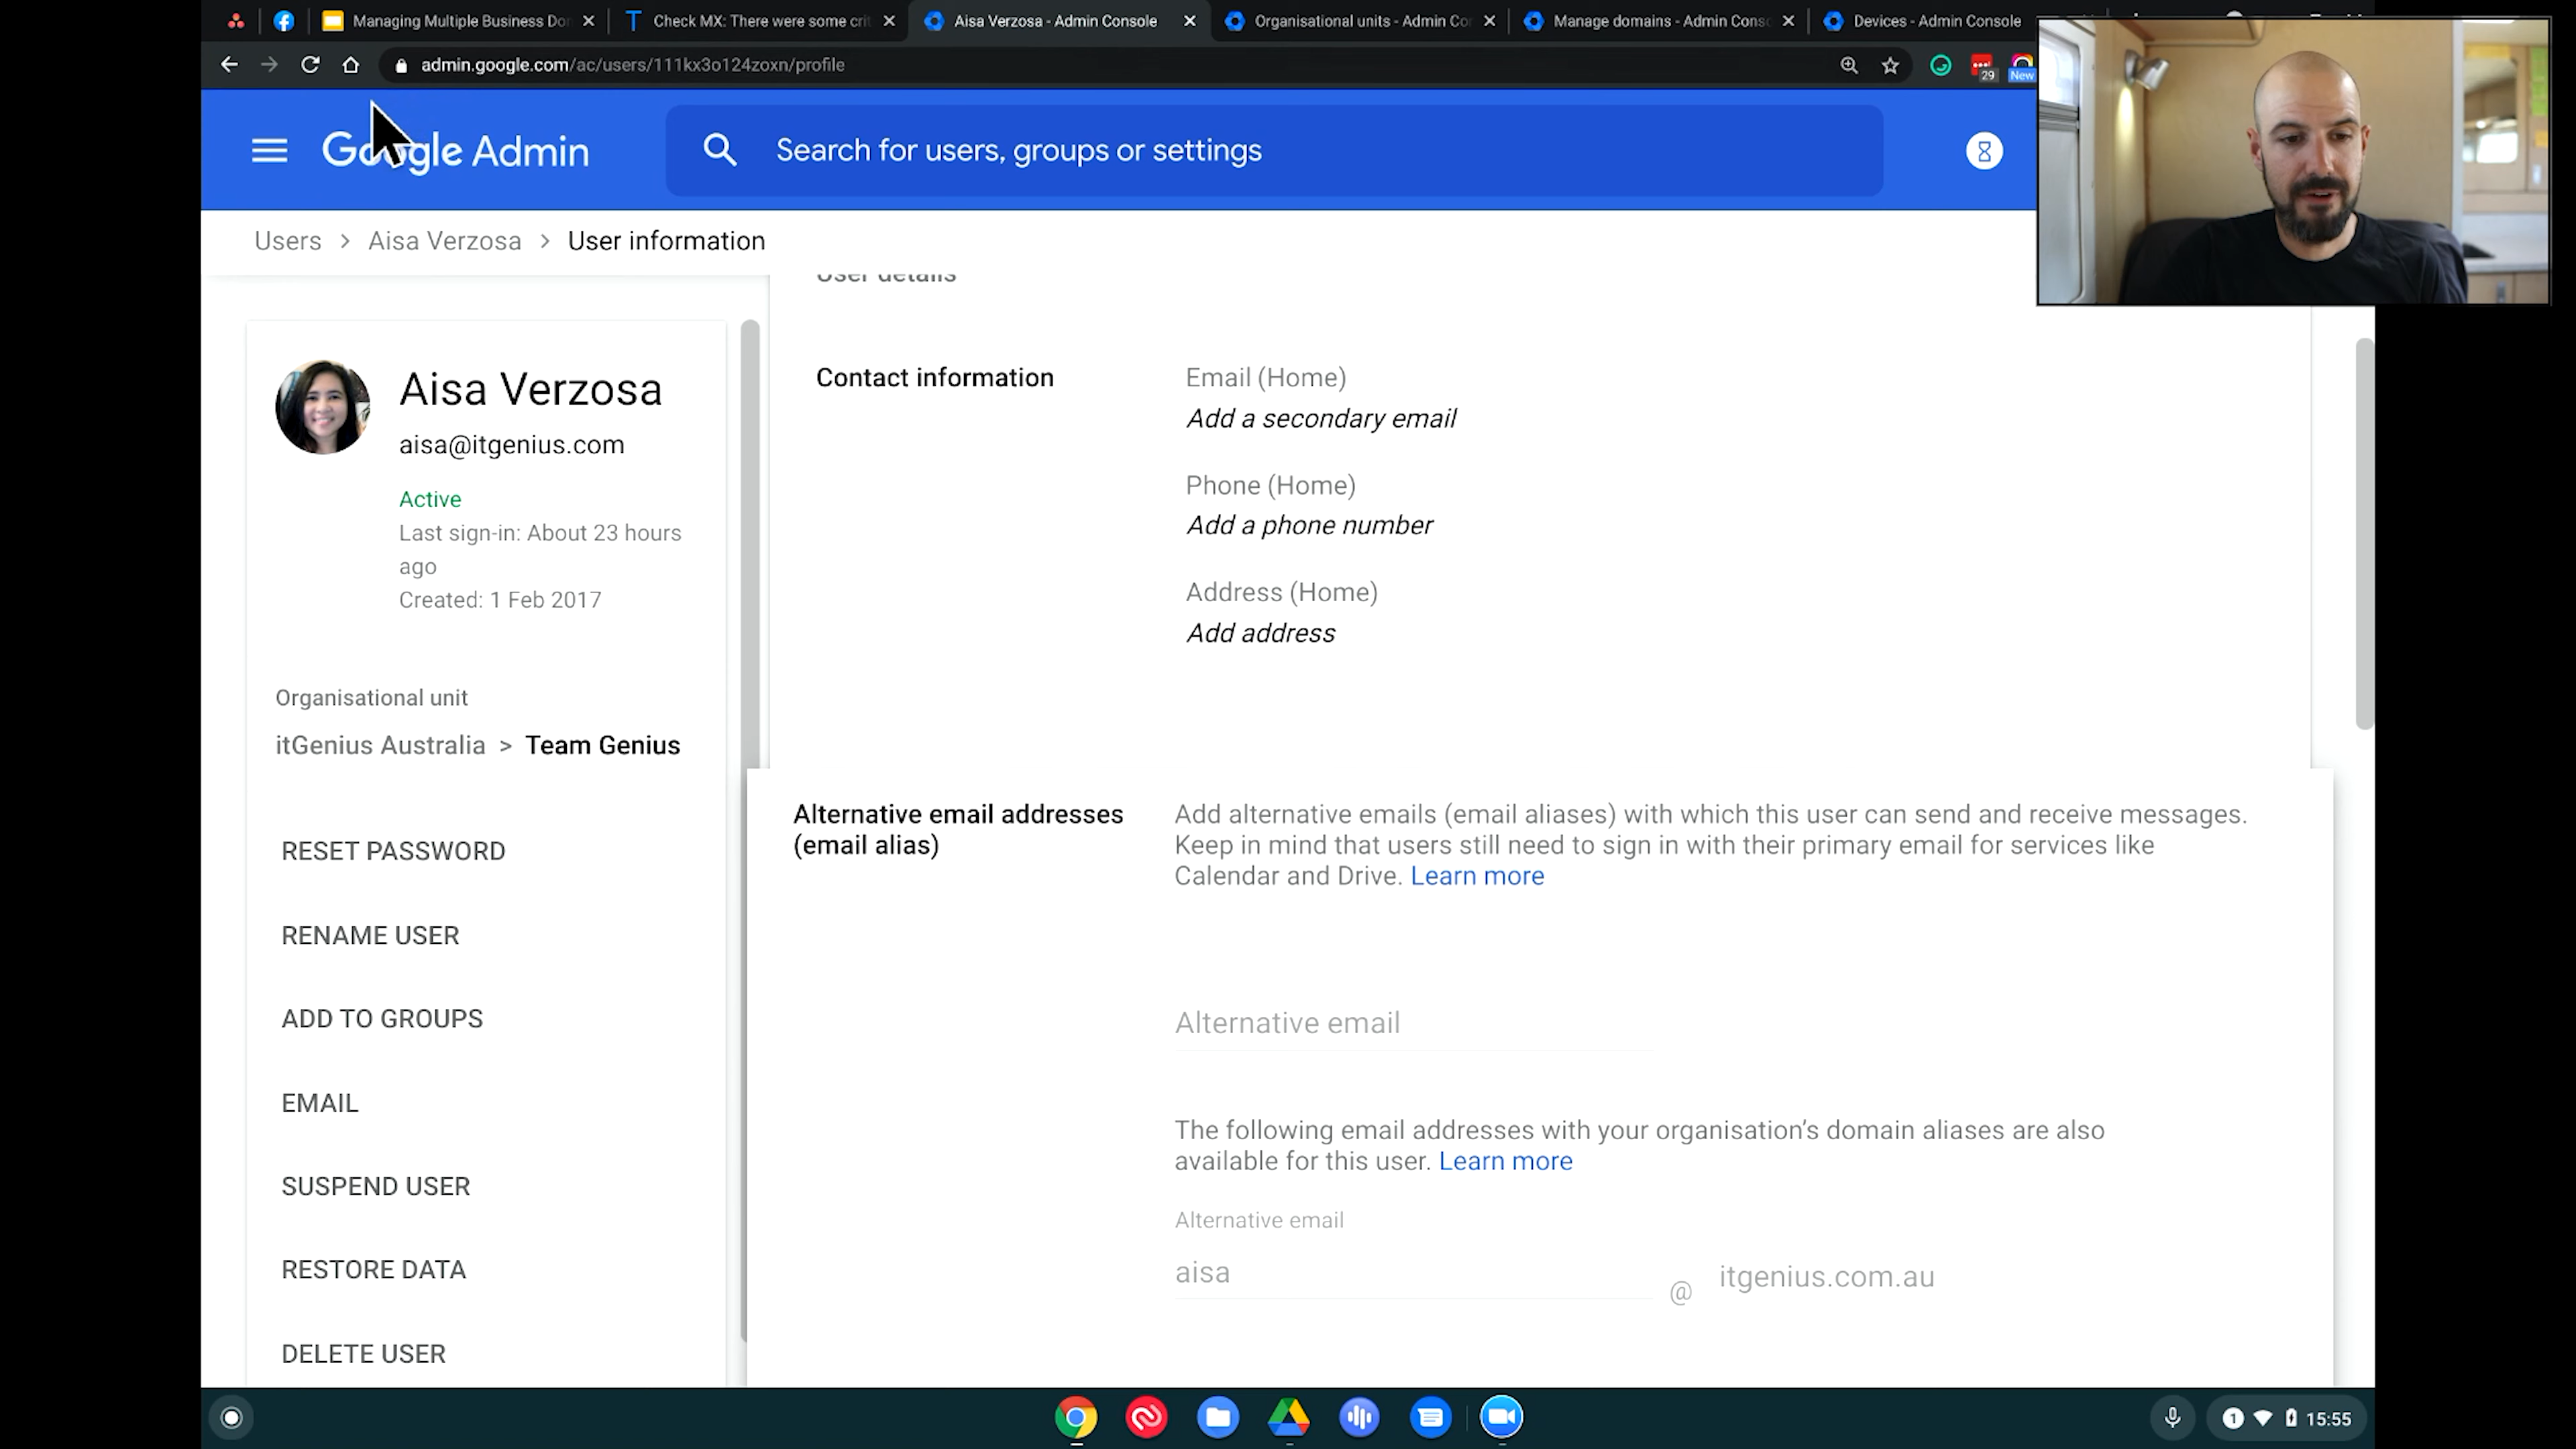 Managing Multiple Business Do
Check MX: There were some crit
Aisa Verzosa - Admin Console
Organisational units - Admin Co
Manage domains - Admin Conso
Devices - Admin Console
admin.google.com/ac/users/111kx3o124zoxn/profile
29
New
Google Admin
Search for users, groups or settings
Users > Aisa Verzosa > User information
User details
Aisa Verzosa
aisa@itgenius.com
Active
Last sign-in: About 23 hours
ago
Created: 1 Feb 2017
Organisational unit
itGenius Australia > Team Genius
RESET PASSWORD
RENAME USER
ADD TO GROUPS
EMAIL
SUSPEND USER
RESTORE DATA
DELETE USER
Contact information
Email (Home)
Add a secondary email
Phone (Home)
Add a phone number
Address (Home)
Add address
Alternative email addresses
(email alias)
Add alternative emails (email aliases) with which this user can send and receive messages.
Keep in mind that users still need to sign in with their primary email for services like
Calendar and Drive. Learn more
Alternative email
The following email addresses with your organisation's domain aliases are also
available for this user. Learn more
Alternative email
aisa @ itgenius.com.au
1 15:55